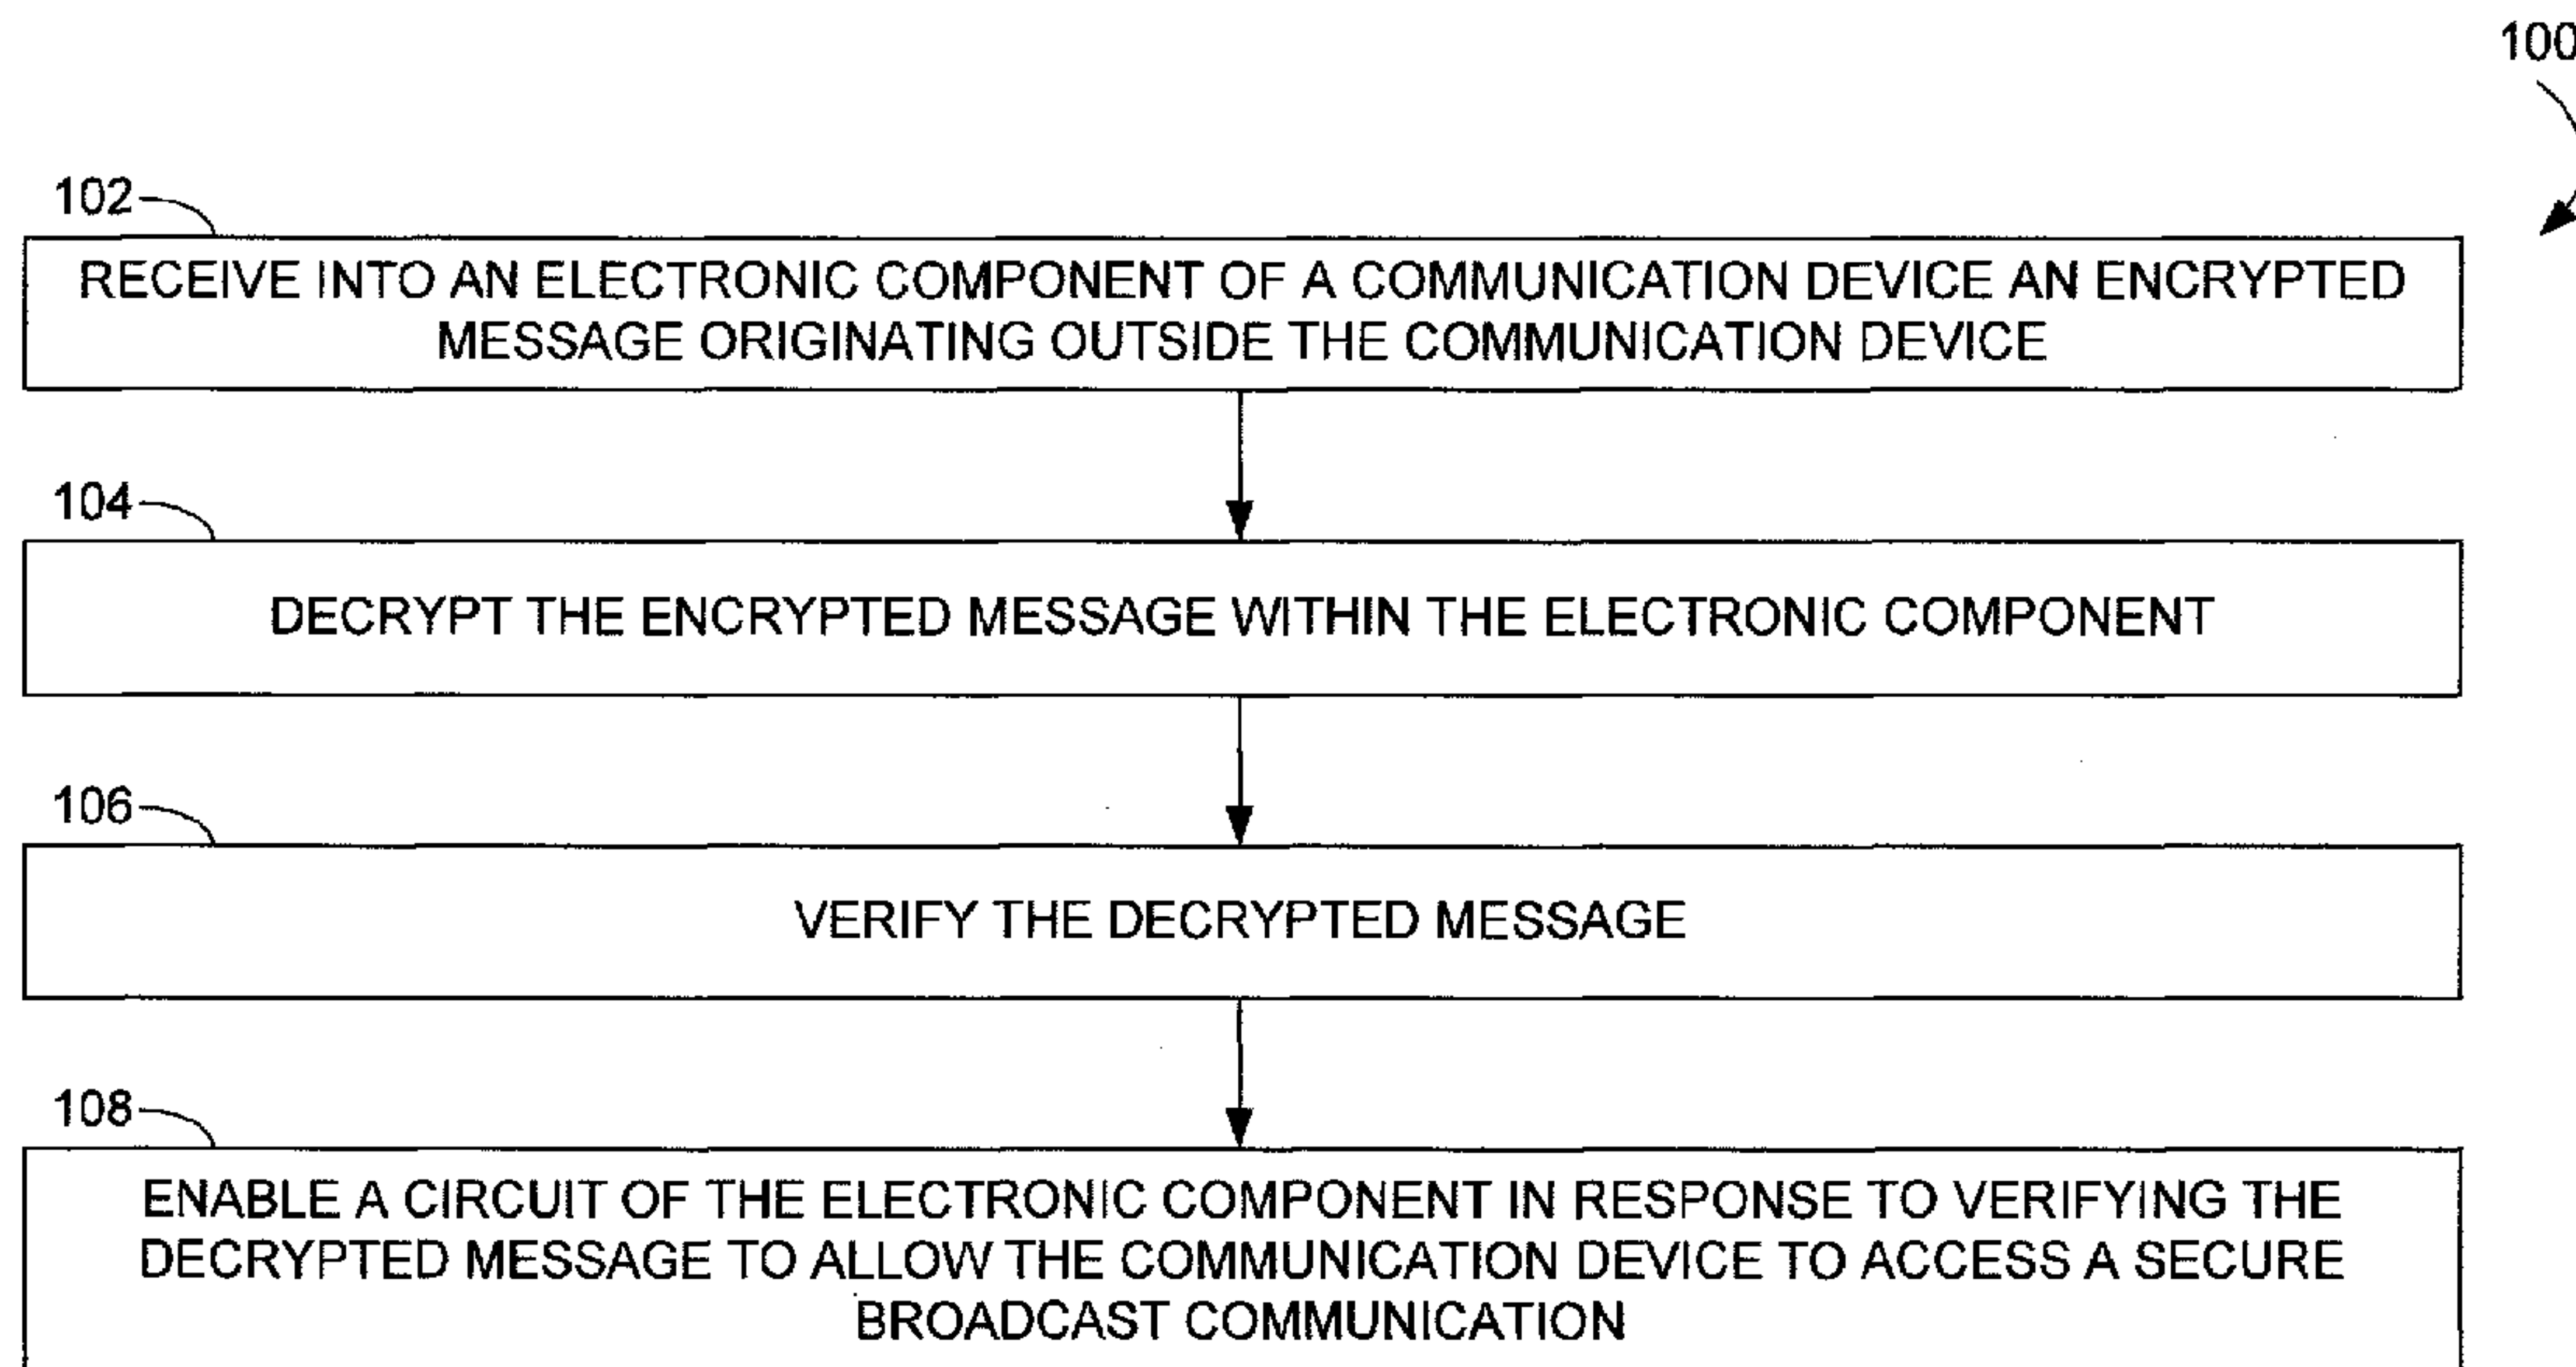 100
102
RECEIVE INTO AN ELECTRONIC COMPONENT OF A COMMUNICATION DEVICE AN ENCRYPTED
MESSAGE ORIGINATING OUTSIDE THE COMMUNICATION DEVICE
104
DECRYPT THE ENCRYPTED MESSAGE WITHIN THE ELECTRONIC COMPONENT
106
VERIFY THE DECRYPTED MESSAGE
108
ENABLE A CIRCUIT OF THE ELECTRONIC COMPONENT IN RESPONSE TO VERIFYING THE
DECRYPTED MESSAGE TO ALLOW THE COMMUNICATION DEVICE TO ACCESS A SECURE
BROADCAST COMMUNICATION